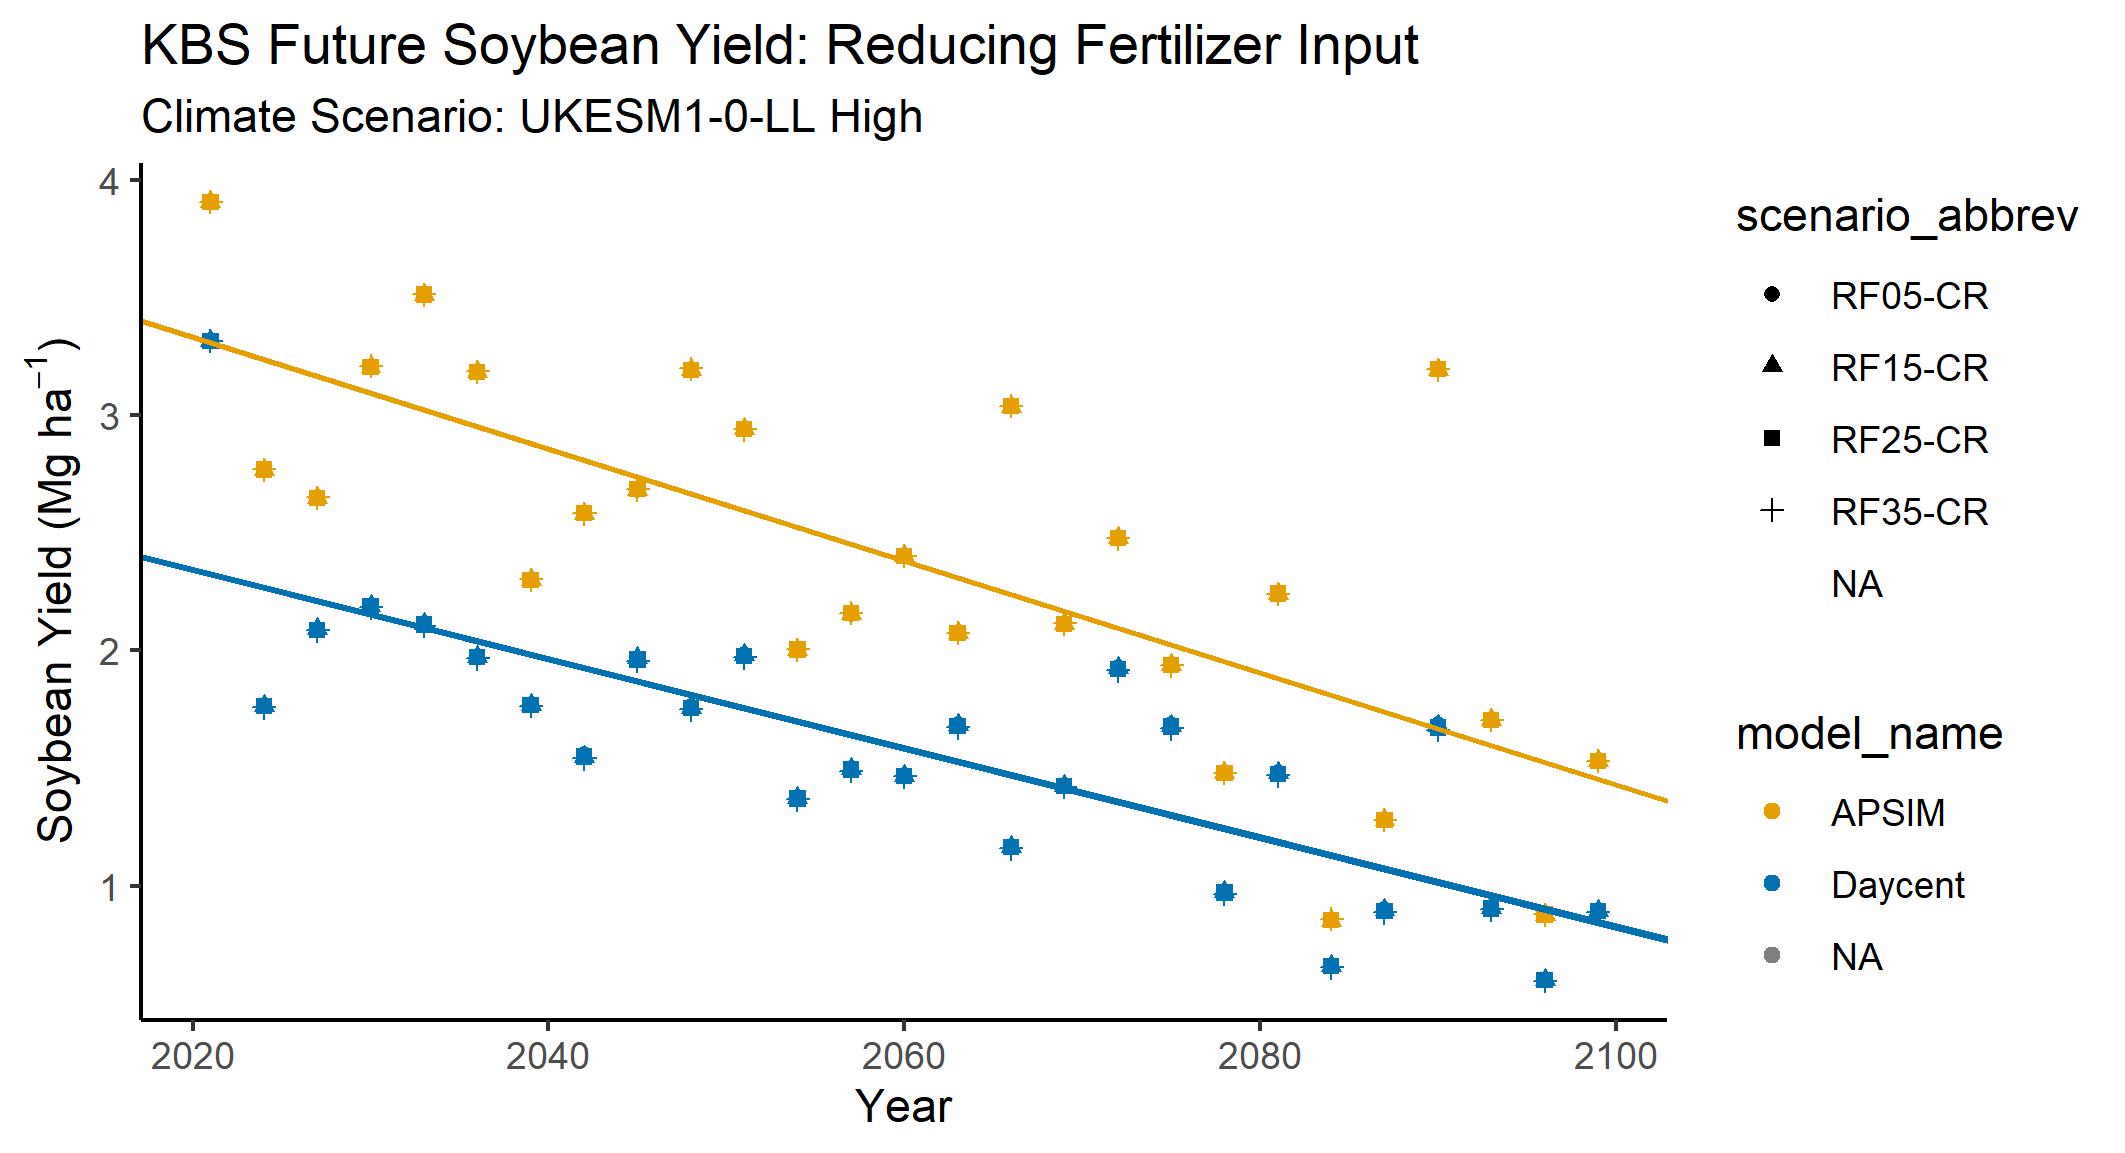 KBS Future Soybean Yield: Reducing Fertilizer Input
Climate Scenario: UKESM1-0-LL High
Soybean Yield (Mg ha⁻¹)
4
3
2
1
2020 2040 2060 2080 2100
Year
scenario_abbrev
RF05-CR
RF15-CR
RF25-CR
RF35-CR
NA
model_name
APSIM
Daycent
NA